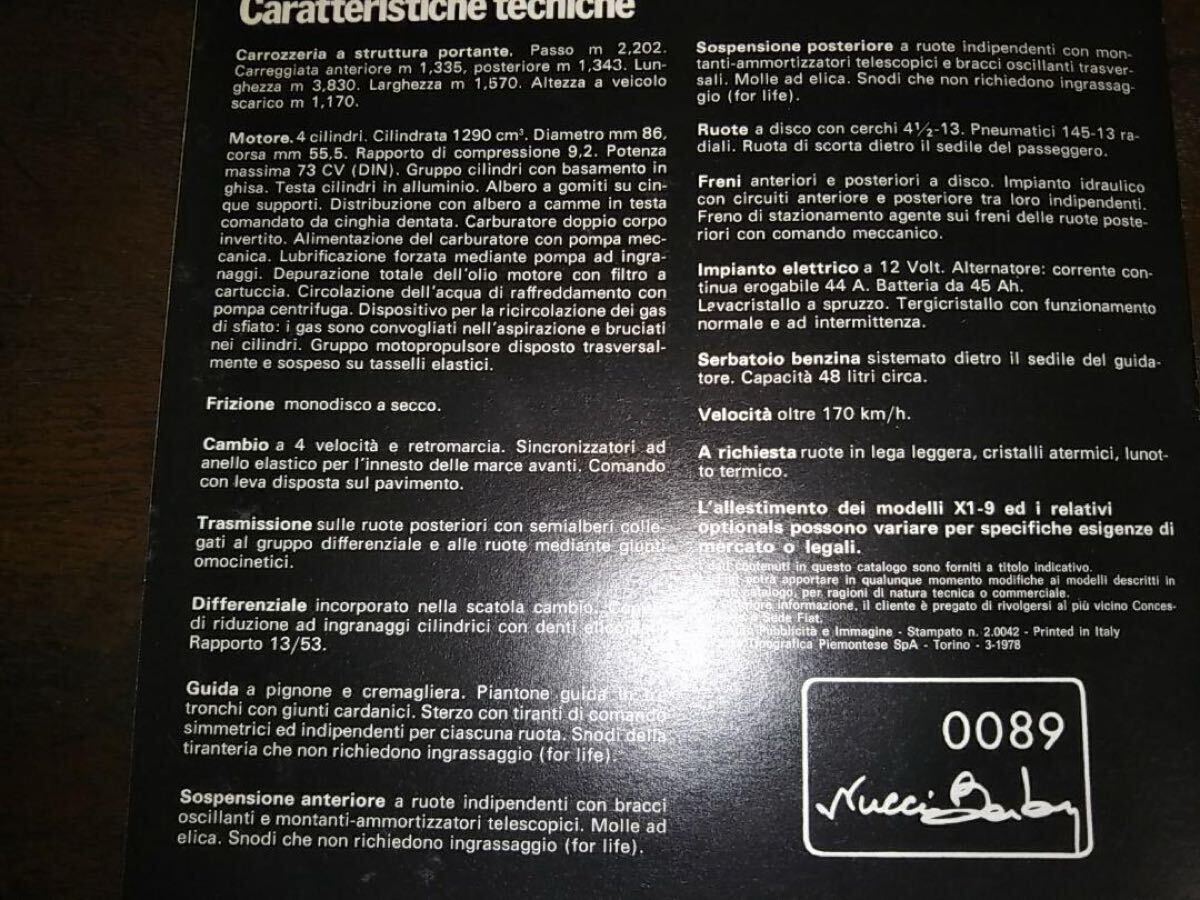 Caratteristiche tecniche
Carrozzeria a struttura portante. Passo m 2,202.
Carreggiata anteriore m 1,335, posteriore m 1,343. Lun-
ghezza m 3,830. Larghezza m 1,570. Altezza a veicolo
scarico m 1,170.
Motore. 4 cilindri. Cilindrata 1290 cm³. Diametro mm 86,
corsa mm 55,5. Rapporto di compressione 9,2. Potenza
massima 73 CV (DIN). Gruppo cilindri con basamento in
ghisa. Testa cilindri in alluminio. Albero a gomiti su cin-
que supporti. Distribuzione con albero a camme in testa
comandato da cinghia dentata. Carburatore doppio corpo
invertito. Alimentazione del carburatore con pompa mec-
canica. Lubrificazione forzata mediante pompa ad ingra-
naggi. Depurazione totale dell'olio motore con filtro a
cartuccia. Circolazione dell'acqua di raffreddamento con
pompa centrifuga. Dispositivo per la ricircolazione dei gas
di sfiato: i gas sono convogliati nell'aspirazione e bruciati
nei cilindri. Gruppo motopropulsore disposto trasversal-
mente e sospeso su tasselli elastici.
Frizione monodisco a secco.
Cambio a 4 velocità e retromarcia. Sincronizzatori ad
anello elastico per l'innesto delle marce avanti. Comando
con leva disposta sul pavimento.
Trasmissione sulle ruote posteriori con semialberi colle-
gati al gruppo differenziale e alle ruote mediante giunti
omocinetici.
Differenziale incorporato nella scatola cambio.
di riduzione ad ingranaggi cilindrici con denti
Rapporto 13/53.
Guida a pignone e cremagliera. Piantone guida in
tronchi con giunti cardanici. Sterzo con tiranti di comando
simmetrici ed indipendenti per ciascuna ruota. Snodi della
tiranteria che non richiedono ingrassaggio (for life).
Sospensione anteriore a ruote indipendenti con bracci
oscillanti e montanti-ammortizzatori telescopici. Molle ad
elica. Snodi che non richiedono ingrassaggio (for life).
Sospensione posteriore a ruote indipendenti con mon-
tanti-ammortizzatori telescopici e bracci oscillanti trasver-
sali. Molle ad elica. Snodi che non richiedono ingrassag-
gio (for life).
Ruote a disco con cerchi 4½-13. Pneumatici 145-13 ra-
diali. Ruota di scorta dietro il sedile del passeggero.
Freni anteriori e posteriori a disco. Impianto idraulico
con circuiti anteriore e posteriore tra loro indipendenti.
Freno di stazionamento agente sui freni delle ruote poste-
riori con comando meccanico.
Impianto elettrico a 12 Volt. Alternatore: corrente con-
tinua erogabile 44 A. Batteria da 45 Ah.
Lavacristallo a spruzzo. Tergicristallo con funzionamento
normale e ad intermittenza.
Serbatoio benzina sistemato dietro il sedile del guida-
tore. Capacità 48 litri circa.
Velocità oltre 170 km/h.
A richiesta ruote in lega leggera, cristalli atermici, lunot-
to termico.
L'allestimento dei modelli X1-9 ed i relativi
optionals possono variare per specifiche esigenze di
mercato o legali.
I dati contenuti in questo catalogo sono forniti a titolo indicativo.
potrà apportare in qualunque momento modifiche ai modelli descritti in
catalogo, per ragioni di natura tecnica o commerciale.
informazione, il cliente è pregato di rivolgersi al più vicino Conces-
o Sede Fiat.
Pubblicità e Immagine - Stampato n. 2.0042 - Printed in Italy
Tipografica Piemontese SpA - Torino - 3-1978
0089